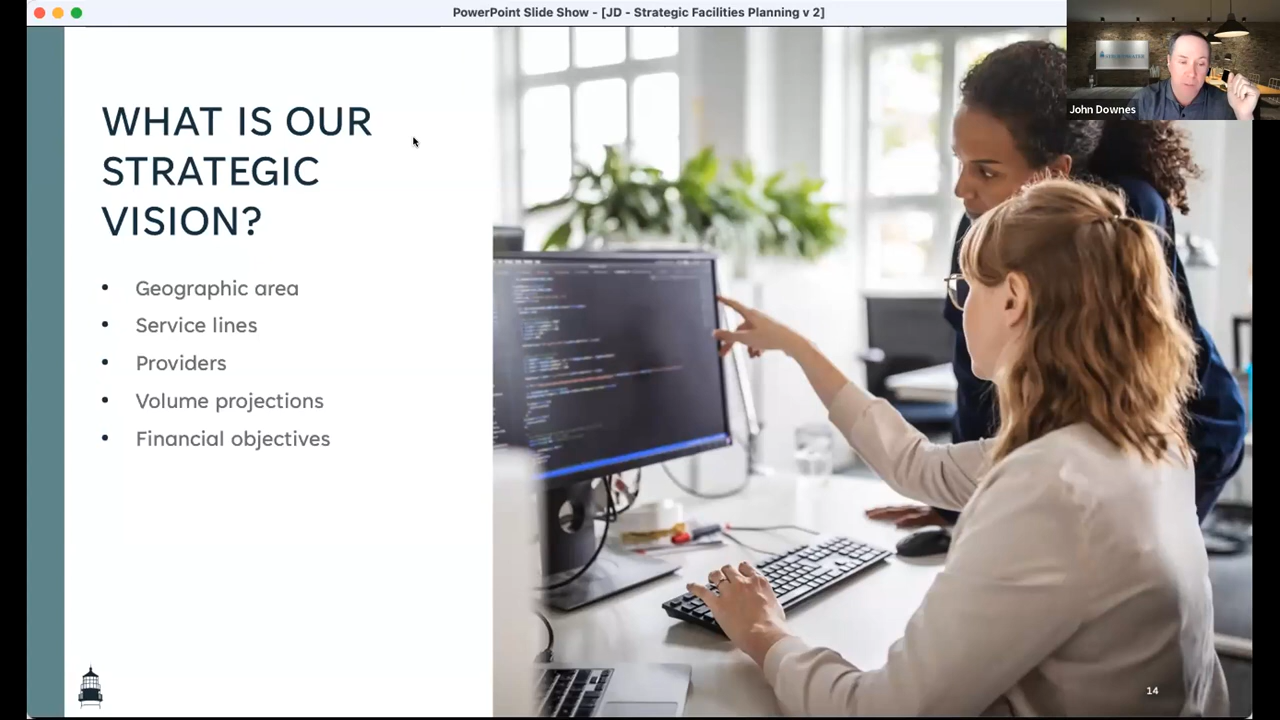 PowerPoint Slide Show - [JD - Strategic Facilities Planning v 2]
John Downes
WHAT IS OUR
STRATEGIC
VISION?
• Geographic area
• Service lines
• Providers
• Volume projections
• Financial objectives
14